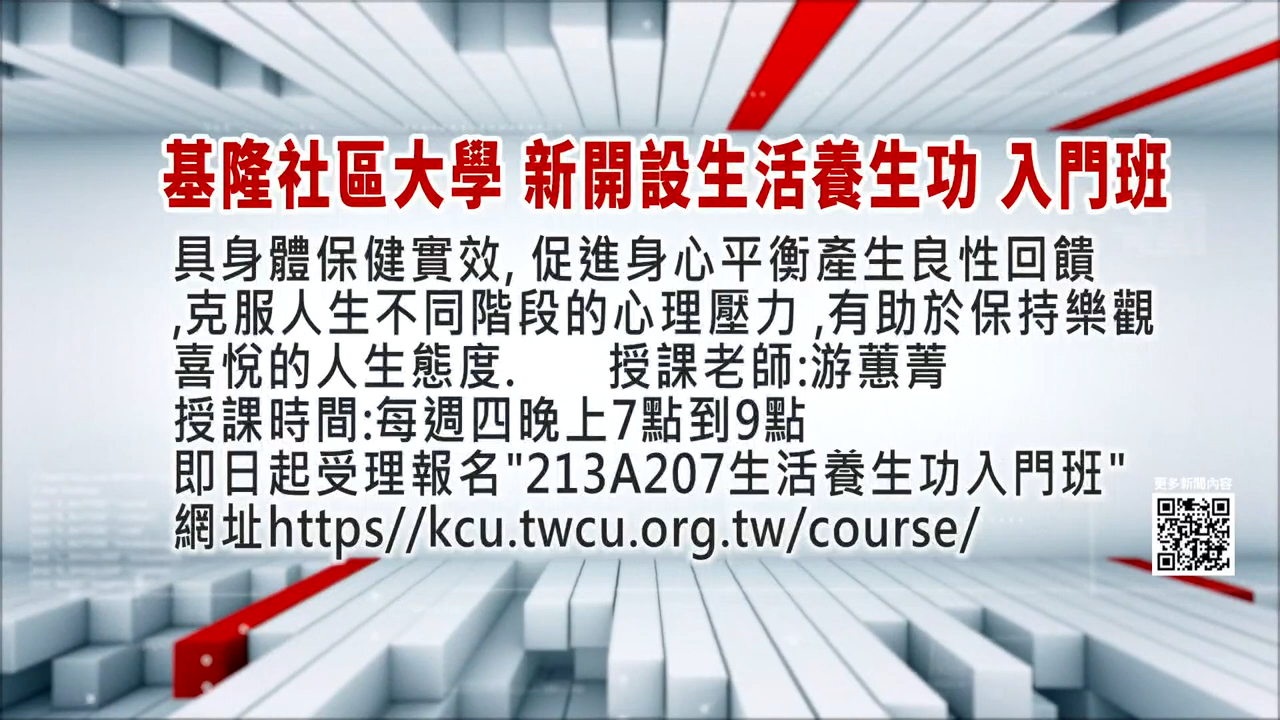 基隆社區大學 新開設生活養生功 入門班
具身體保健實效, 促進身心平衡產生良性回饋
,克服人生不同階段的心理壓力 ,有助於保持樂觀
喜悅的人生態度. 授課老師:游蕙菁
授課時間:每週四晚上7點到9點
即日起受理報名"213A207生活養生功入門班"
網址https//kcu.twcu.org.tw/course/
更多新聞內容